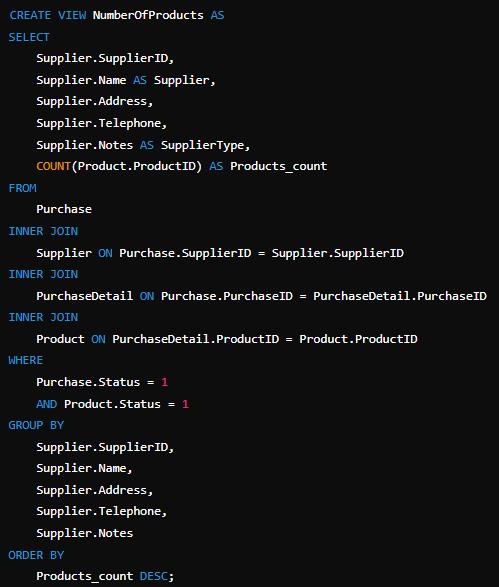 CREATE VIEW NumberOfProducts AS
SELECT
    Supplier.SupplierID,
    Supplier.Name AS Supplier,
    Supplier.Address,
    Supplier.Telephone,
    Supplier.Notes AS SupplierType,
    COUNT(Product.ProductID) AS Products_count
FROM
    Purchase
INNER JOIN
    Supplier ON Purchase.SupplierID = Supplier.SupplierID
INNER JOIN
    PurchaseDetail ON Purchase.PurchaseID = PurchaseDetail.PurchaseID
INNER JOIN
    Product ON PurchaseDetail.ProductID = Product.ProductID
WHERE
    Purchase.Status = 1
    AND Product.Status = 1
GROUP BY
    Supplier.SupplierID,
    Supplier.Name,
    Supplier.Address,
    Supplier.Telephone,
    Supplier.Notes
ORDER BY
    Products_count DESC;